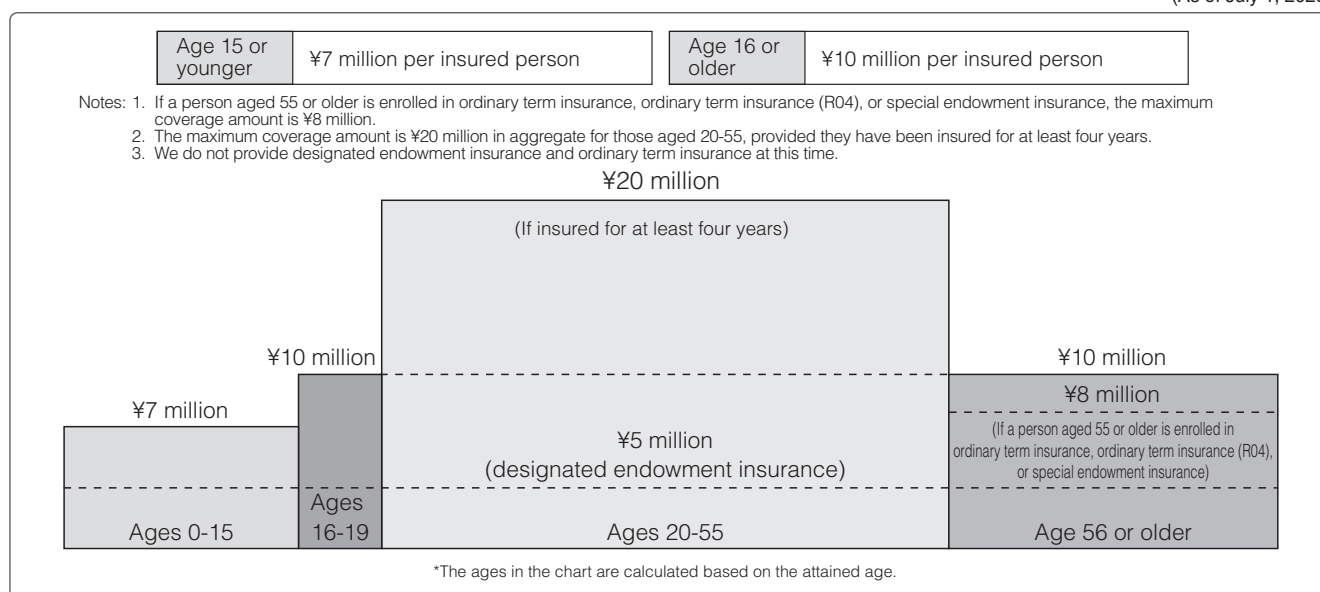 Age 15 or
younger
¥7 million per insured person
Age 16 or
older
¥10 million per insured person
Notes: 1. If a person aged 55 or older is enrolled in ordinary term insurance, ordinary term insurance (R04), or special endowment insurance, the maximum
coverage amount is ¥8 million.
2. The maximum coverage amount is ¥20 million in aggregate for those aged 20-55, provided they have been insured for at least four years.
3. We do not provide designated endowment insurance and ordinary term insurance at this time.
¥20 million
(If insured for at least four years)
¥10 million
¥10 million
¥7 million
¥8 million
(If a person aged 55 or older is enrolled in
ordinary term insurance, ordinary term insurance (R04),
or special endowment insurance)
¥5 million
(designated endowment insurance)
Ages 0-15
Ages
16-19
Ages 20-55
Age 56 or older
*The ages in the chart are calculated based on the attained age.